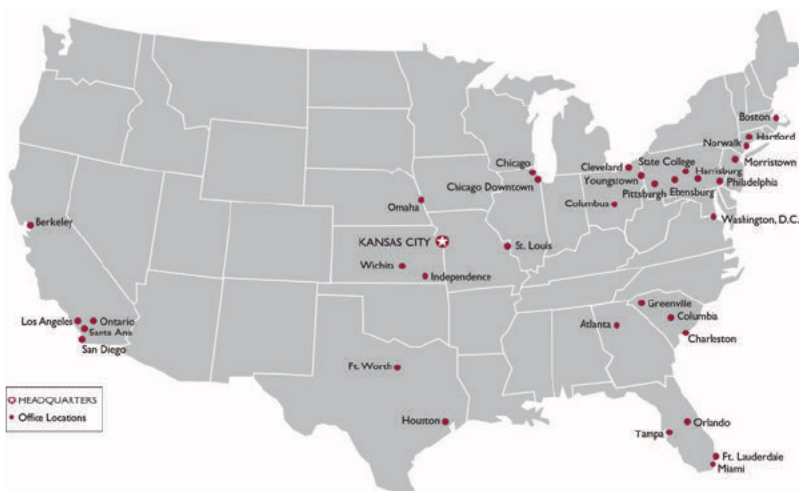 Boston
Hartford
Norwalk
Morristown
Chicago
Cleveland
State College
Harrisburg
Youngstown
Philadelphia
Chicago Downtown
Pittsburgh
Ebensburg
Omaha
Columbus
Washington, D.C.
Berkeley
KANSAS CITY
St. Louis
Wichita
Independence
Greenville
Los Angeles
Ontario
Columbia
Santa Ana
Atlanta
Charleston
San Diego
Ft. Worth
HEADQUARTERS
Office Locations
Houston
Orlando
Tampa
Ft. Lauderdale
Miami